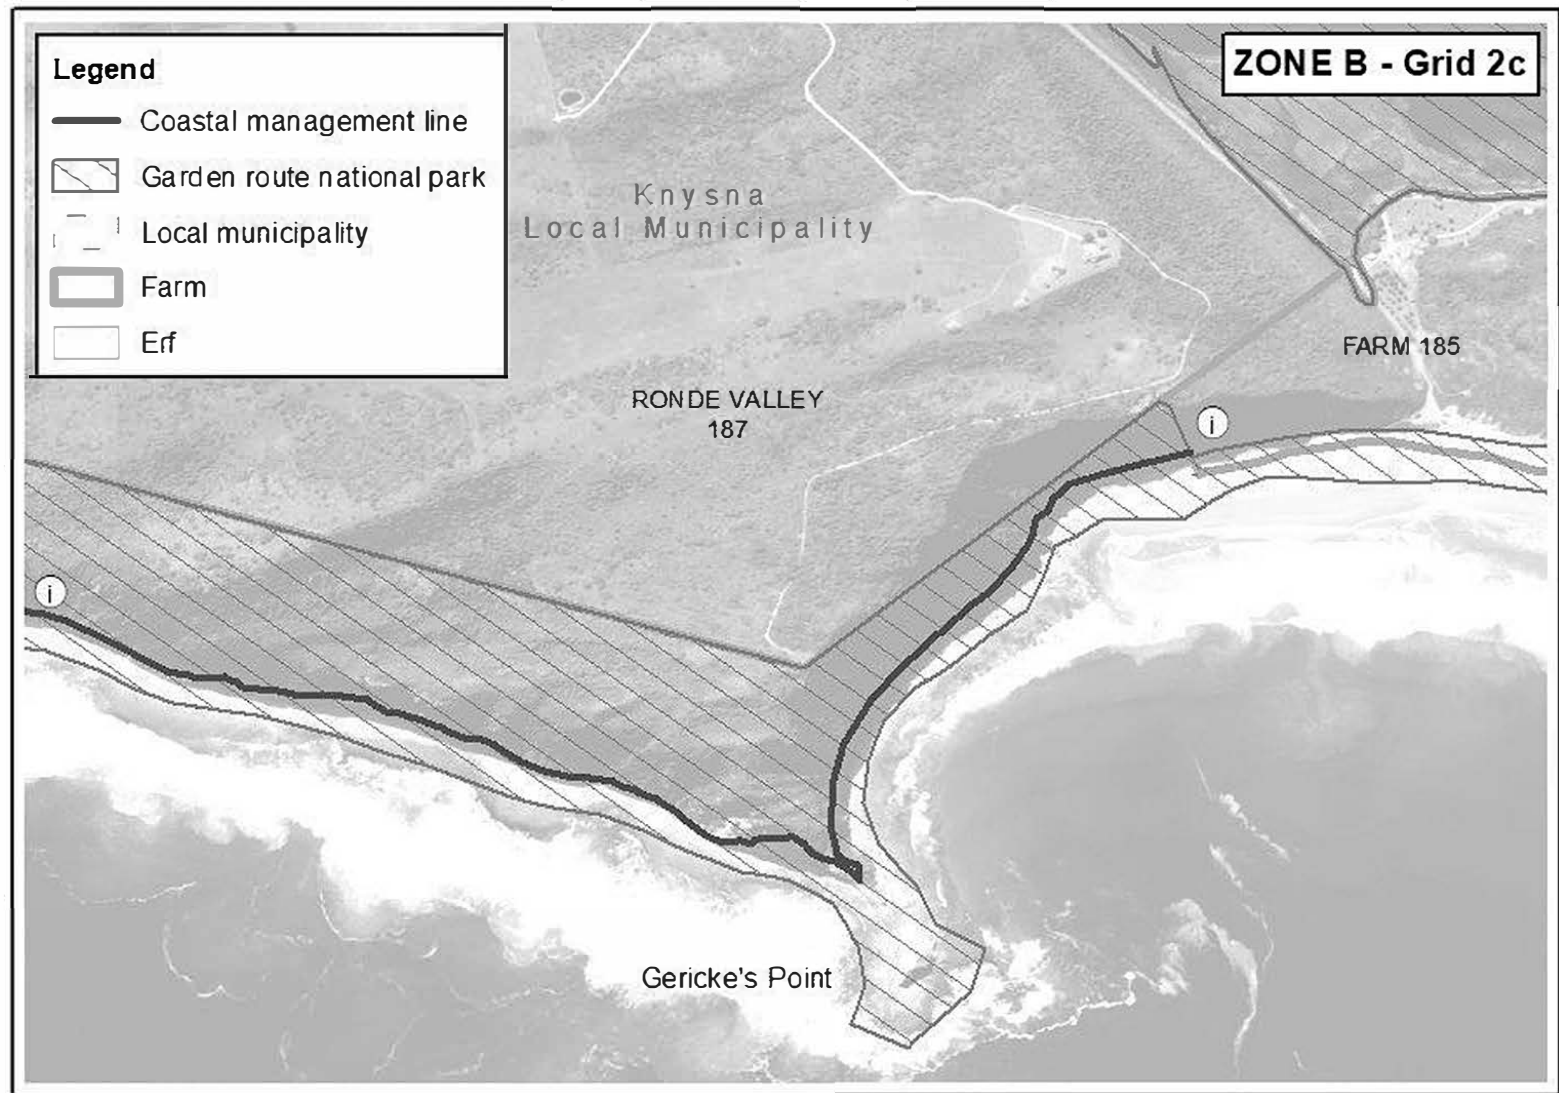 ZONE B - Grid 2c
Legend
Coastal management line
Garden route national park
Local municipality
Farm
Erf
Knysna
Local Municipality
FARM 185
RONDE VALLEY
187
i
i
Gericke's Point